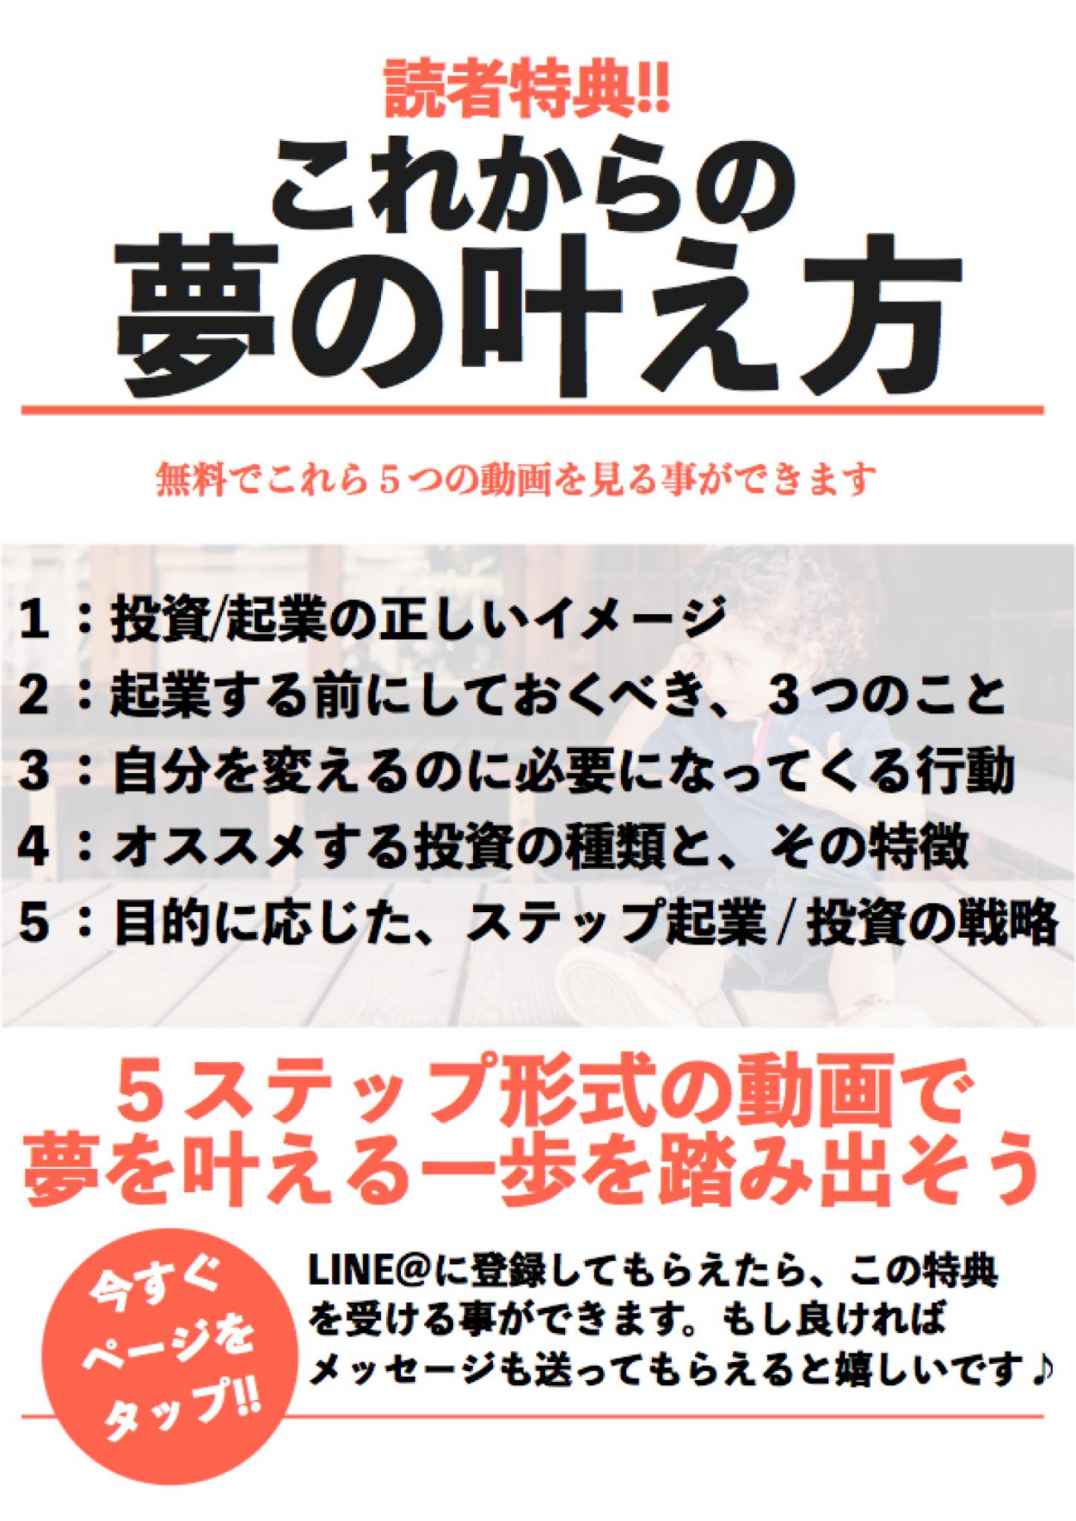 読者特典!!
これからの
夢の叶え方
無料でこれら５つの動画を見る事ができます
１：投資/起業の正しいイメージ
２：起業する前にしておくべき、３つのこと
３：自分を変えるのに必要になってくる行動
４：オススメする投資の種類と、その特徴
５：目的に応じた、ステップ起業/投資の戦略
５ステップ形式の動画で
夢を叶える一歩を踏み出そう
今すぐ
ページを
タップ!!
LINE@に登録してもらえたら、この特典
を受ける事ができます。もし良ければ
メッセージも送ってもらえると嬉しいです♪